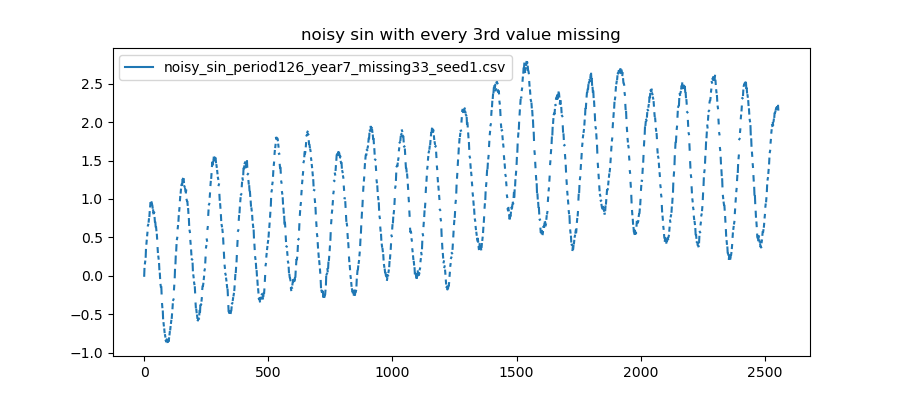 noisy sin with every 3rd value missing
noisy_sin_period126_year7_missing33_seed1.csv
2.5
2.0
1.5
1.0
0.5
0.0
−0.5
−1.0
0 500 1000 1500 2000 2500